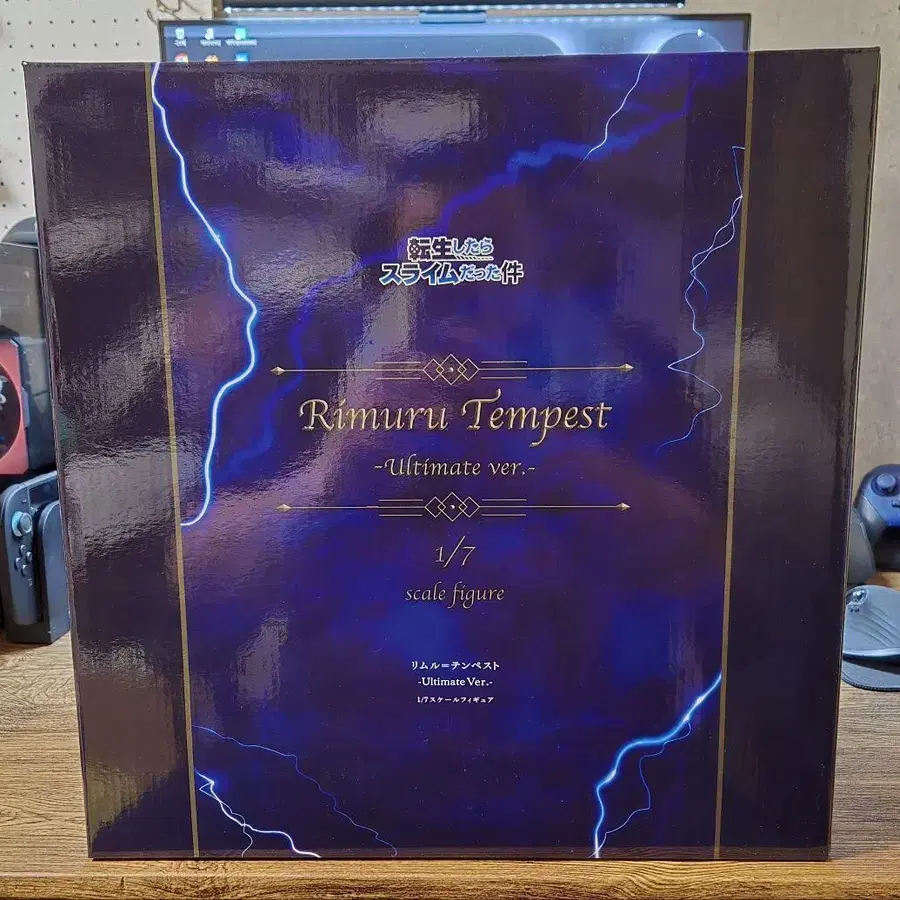 転生したら
スライムだった件
Rimuru Tempest
-Ultimate ver.-
1/7
scale figure
リムル=テンペスト
-Ultimate Ver.-
1/7スケールフィギュア